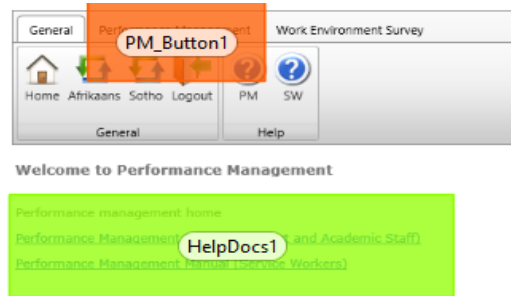 General Performance Management Work Environment Survey
PM_Button1
Home Afrikaans Sotho Logout PM SW
General Help
Welcome to Performance Management
Performance management home
Performance Management and Academic Staff)
HelpDocs1
Performance Management Manual (Service Workers)